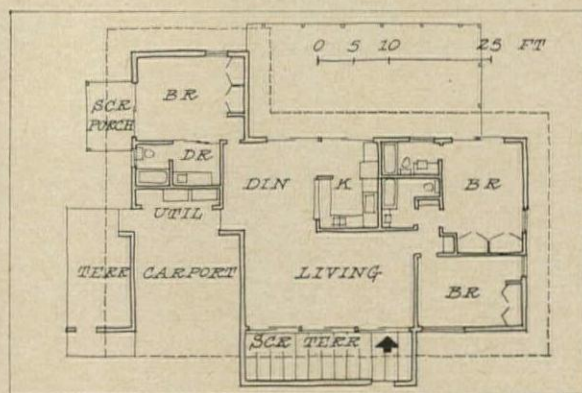 0 5 10 25 FT
BR
SCR
PORCH
DR
DIN
K
BR
UTIL
TERR
CARPORT
LIVING
BR
SCR TERR